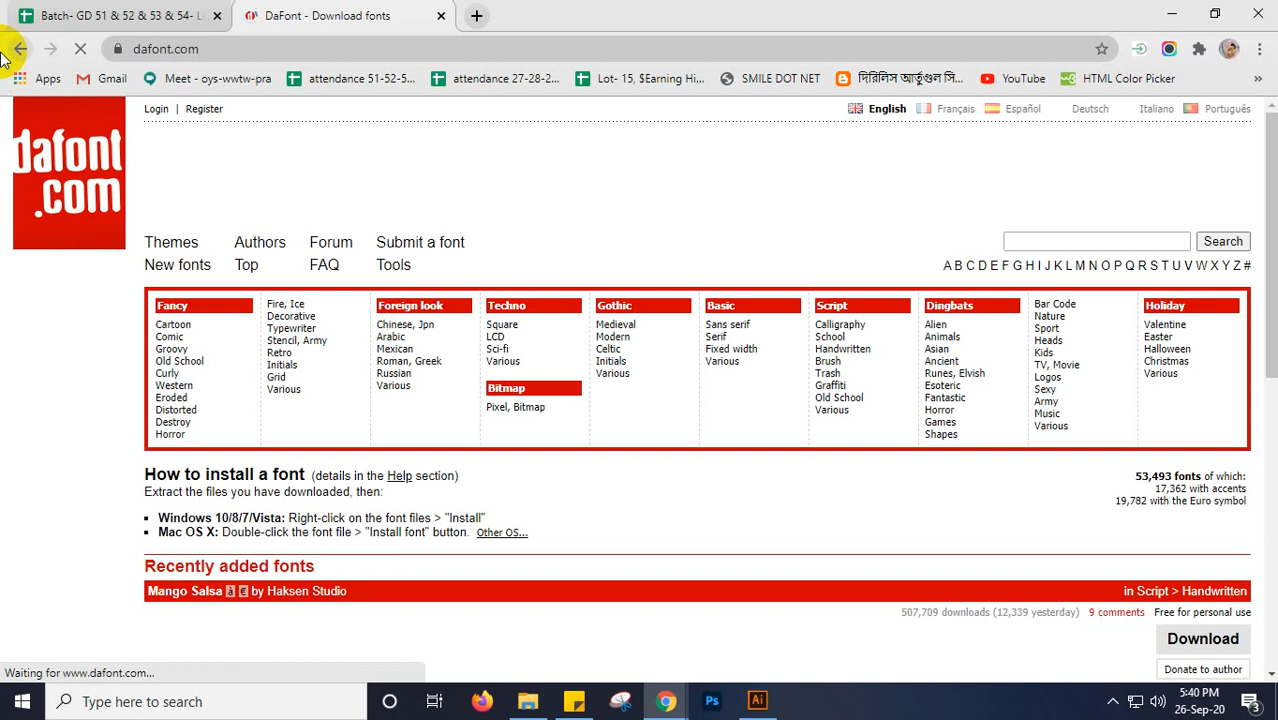 Batch- GD 51 & 52 & 53 & 54- L
DaFont - Download fonts
dafont.com
Apps
Gmail
Meet - oys-wwtw-pra
attendance 51-52-5...
attendance 27-28-2...
Lot- 15, $Earning Hi...
SMILE DOT NET
দিরিলিস আর্তুগুল সি...
YouTube
HTML Color Picker
»
dafont
.com
Login | Register
English Français Español Deutsch Italiano Português
Themes Authors Forum Submit a font
New fonts Top FAQ Tools
Search
A B C D E F G H I J K L M N O P Q R S T U V W X Y Z #
Fancy
Cartoon
Comic
Groovy
Old School
Curly
Western
Eroded
Distorted
Destroy
Horror
Fire, Ice
Decorative
Typewriter
Stencil, Army
Retro
Initials
Grid
Various
Foreign look
Chinese, Jpn
Arabic
Mexican
Roman, Greek
Russian
Various
Techno
Square
LCD
Sci-fi
Various
Bitmap
Pixel, Bitmap
Gothic
Medieval
Modern
Celtic
Initials
Various
Basic
Sans serif
Serif
Fixed width
Various
Script
Calligraphy
School
Handwritten
Brush
Trash
Graffiti
Old School
Various
Dingbats
Alien
Animals
Asian
Ancient
Runes, Elvish
Esoteric
Fantastic
Horror
Games
Shapes
Bar Code
Nature
Sport
Heads
Kids
TV, Movie
Logos
Sexy
Army
Music
Various
Holiday
Valentine
Easter
Halloween
Christmas
Various
How to install a font (details in the Help section)
Extract the files you have downloaded, then:
Windows 10/8/7/Vista: Right-click on the font files > "Install"
Mac OS X: Double-click the font file > "Install font" button. Other OS...
53,493 fonts of which:
17,362 with accents
19,782 with the Euro symbol
Recently added fonts
Mango Salsa à € by Haksen Studio
in Script > Handwritten
507,709 downloads (12,339 yesterday) 9 comments Free for personal use
Download
Donate to author
Waiting for www.dafont.com...
Type here to search
Ps
Ai
5:40 PM
26-Sep-20
3